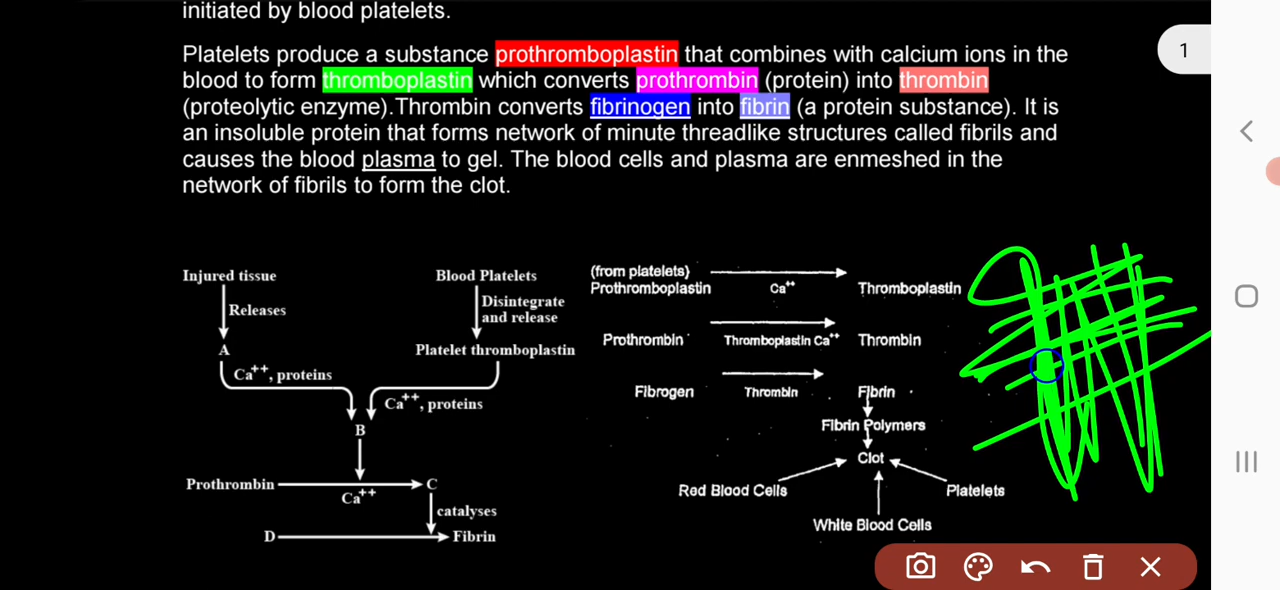 initiated by blood platelets.
Platelets produce a substance prothromboplastin that combines with calcium ions in the
blood to form thromboplastin which converts prothrombin (protein) into thrombin
(proteolytic enzyme).Thrombin converts fibrinogen into fibrin (a protein substance). It is
an insoluble protein that forms network of minute threadlike structures called fibrils and
causes the blood plasma to gel. The blood cells and plasma are enmeshed in the
network of fibrils to form the clot.
1
Injured tissue
Releases
A
Ca++, proteins
Blood Platelets
Disintegrate
and release
Platelet thromboplastin
Ca++, proteins
B
Prothrombin
Ca++
C
catalyses
D
Fibrin
(from platelets)
Prothromboplastin
Ca++
Thromboplastin
Prothrombin
Thromboplastin Ca++
Thrombin
Fibrogen
Thrombin
Fibrin
Fibrin Polymers
Clot
Red Blood Cells
Platelets
White Blood Cells